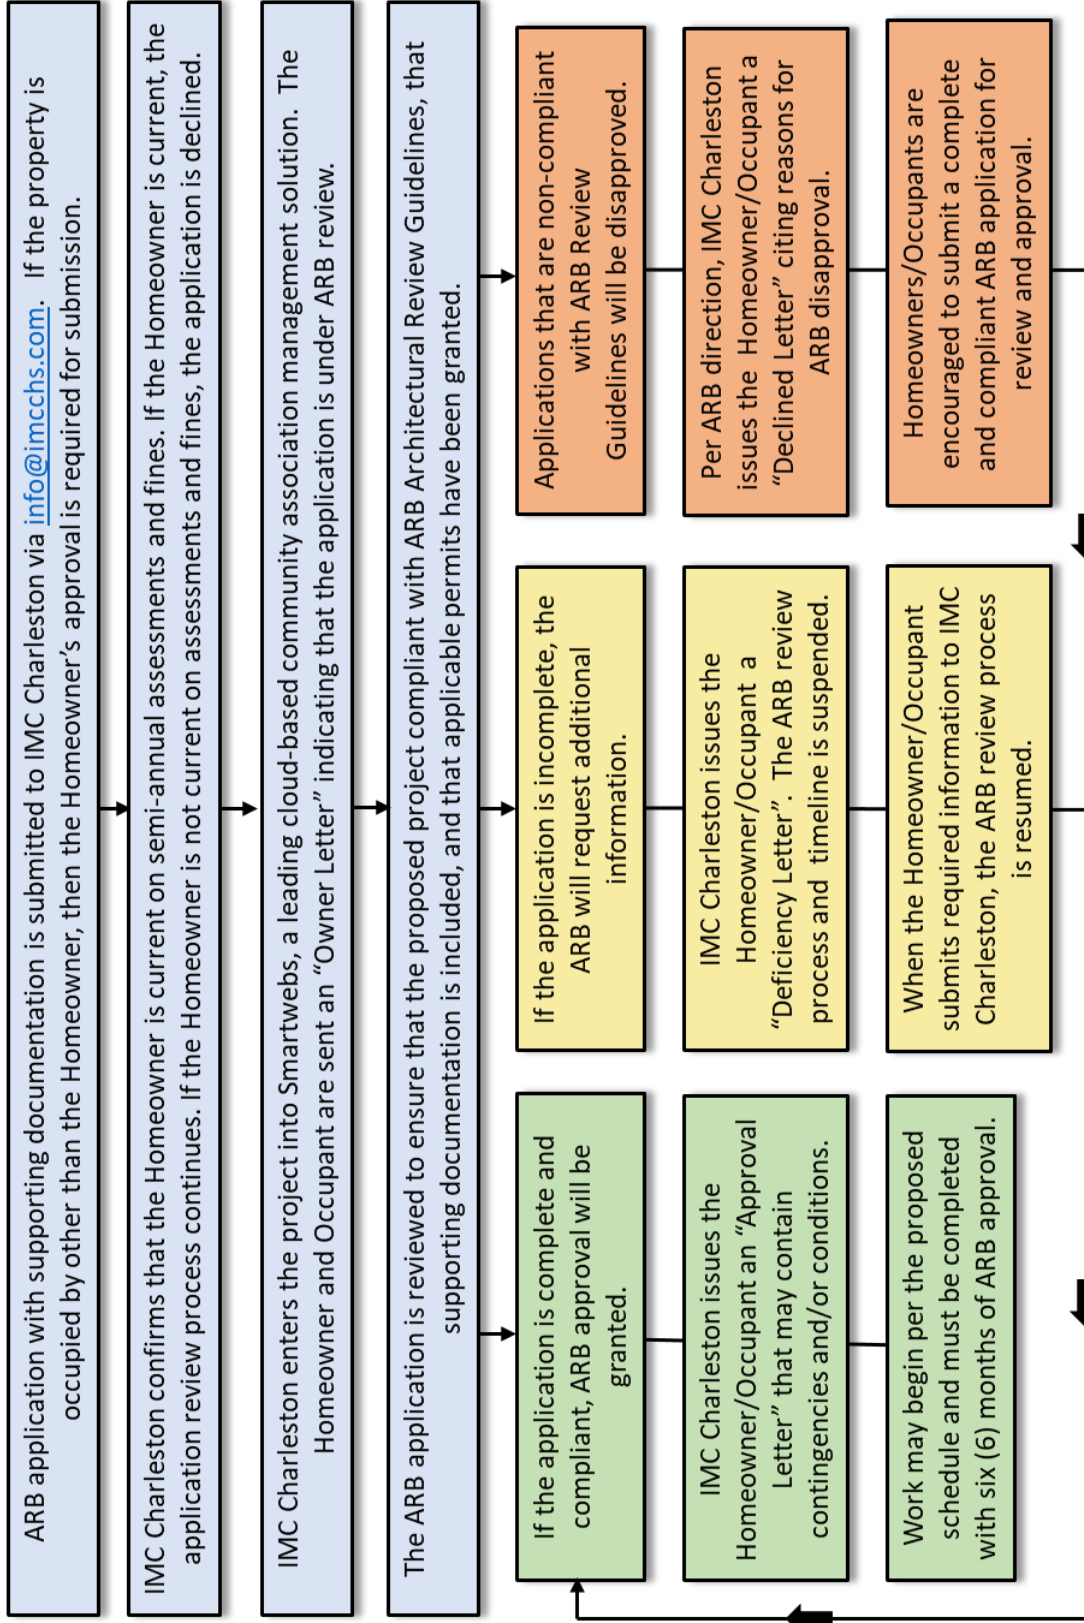 ARB application with supporting documentation is submitted to IMC Charleston via info@imcchs.com. If the property is
occupied by other than the Homeowner, then the Homeowner’s approval is required for submission.
IMC Charleston confirms that the Homeowner is current on semi-annual assessments and fines. If the Homeowner is current, the
application review process continues. If the Homeowner is not current on assessments and fines, the application is declined.
IMC Charleston enters the project into Smartwebs, a leading cloud-based community association management solution. The
Homeowner and Occupant are sent an “Owner Letter” indicating that the application is under ARB review.
The ARB application is reviewed to ensure that the proposed project compliant with ARB Architectural Review Guidelines, that
supporting documentation is included, and that applicable permits have been granted.
If the application is complete and
compliant, ARB approval will be
granted.
IMC Charleston issues the
Homeowner/Occupant an “Approval
Letter” that may contain
contingencies and/or conditions.
Work may begin per the proposed
schedule and must be completed
with six (6) months of ARB approval.
If the application is incomplete, the
ARB will request additional
information.
IMC Charleston issues the
Homeowner/Occupant a
“Deficiency Letter”. The ARB review
process and timeline is suspended.
When the Homeowner/Occupant
submits required information to IMC
Charleston, the ARB review process
is resumed.
Applications that are non-compliant
with ARB Review
Guidelines will be disapproved.
Per ARB direction, IMC Charleston
issues the Homeowner/Occupant a
“Declined Letter” citing reasons for
ARB disapproval.
Homeowners/Occupants are
encouraged to submit a complete
and compliant ARB application for
review and approval.